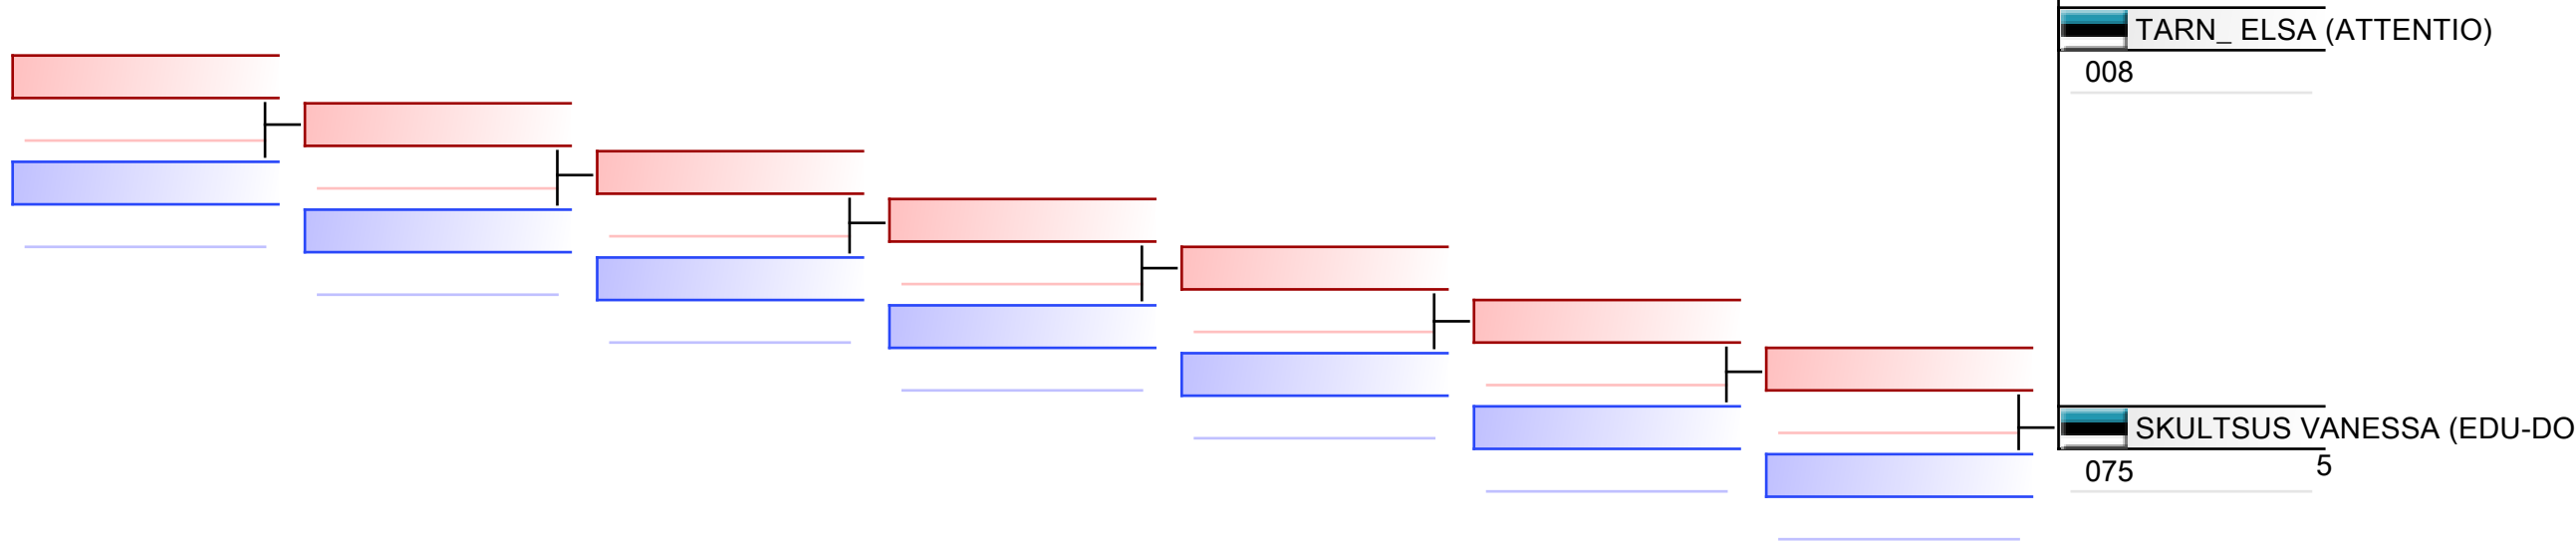 TARN_ ELSA (ATTENTIO)
008
SKULTSUS VANESSA (EDU-DO
075
5